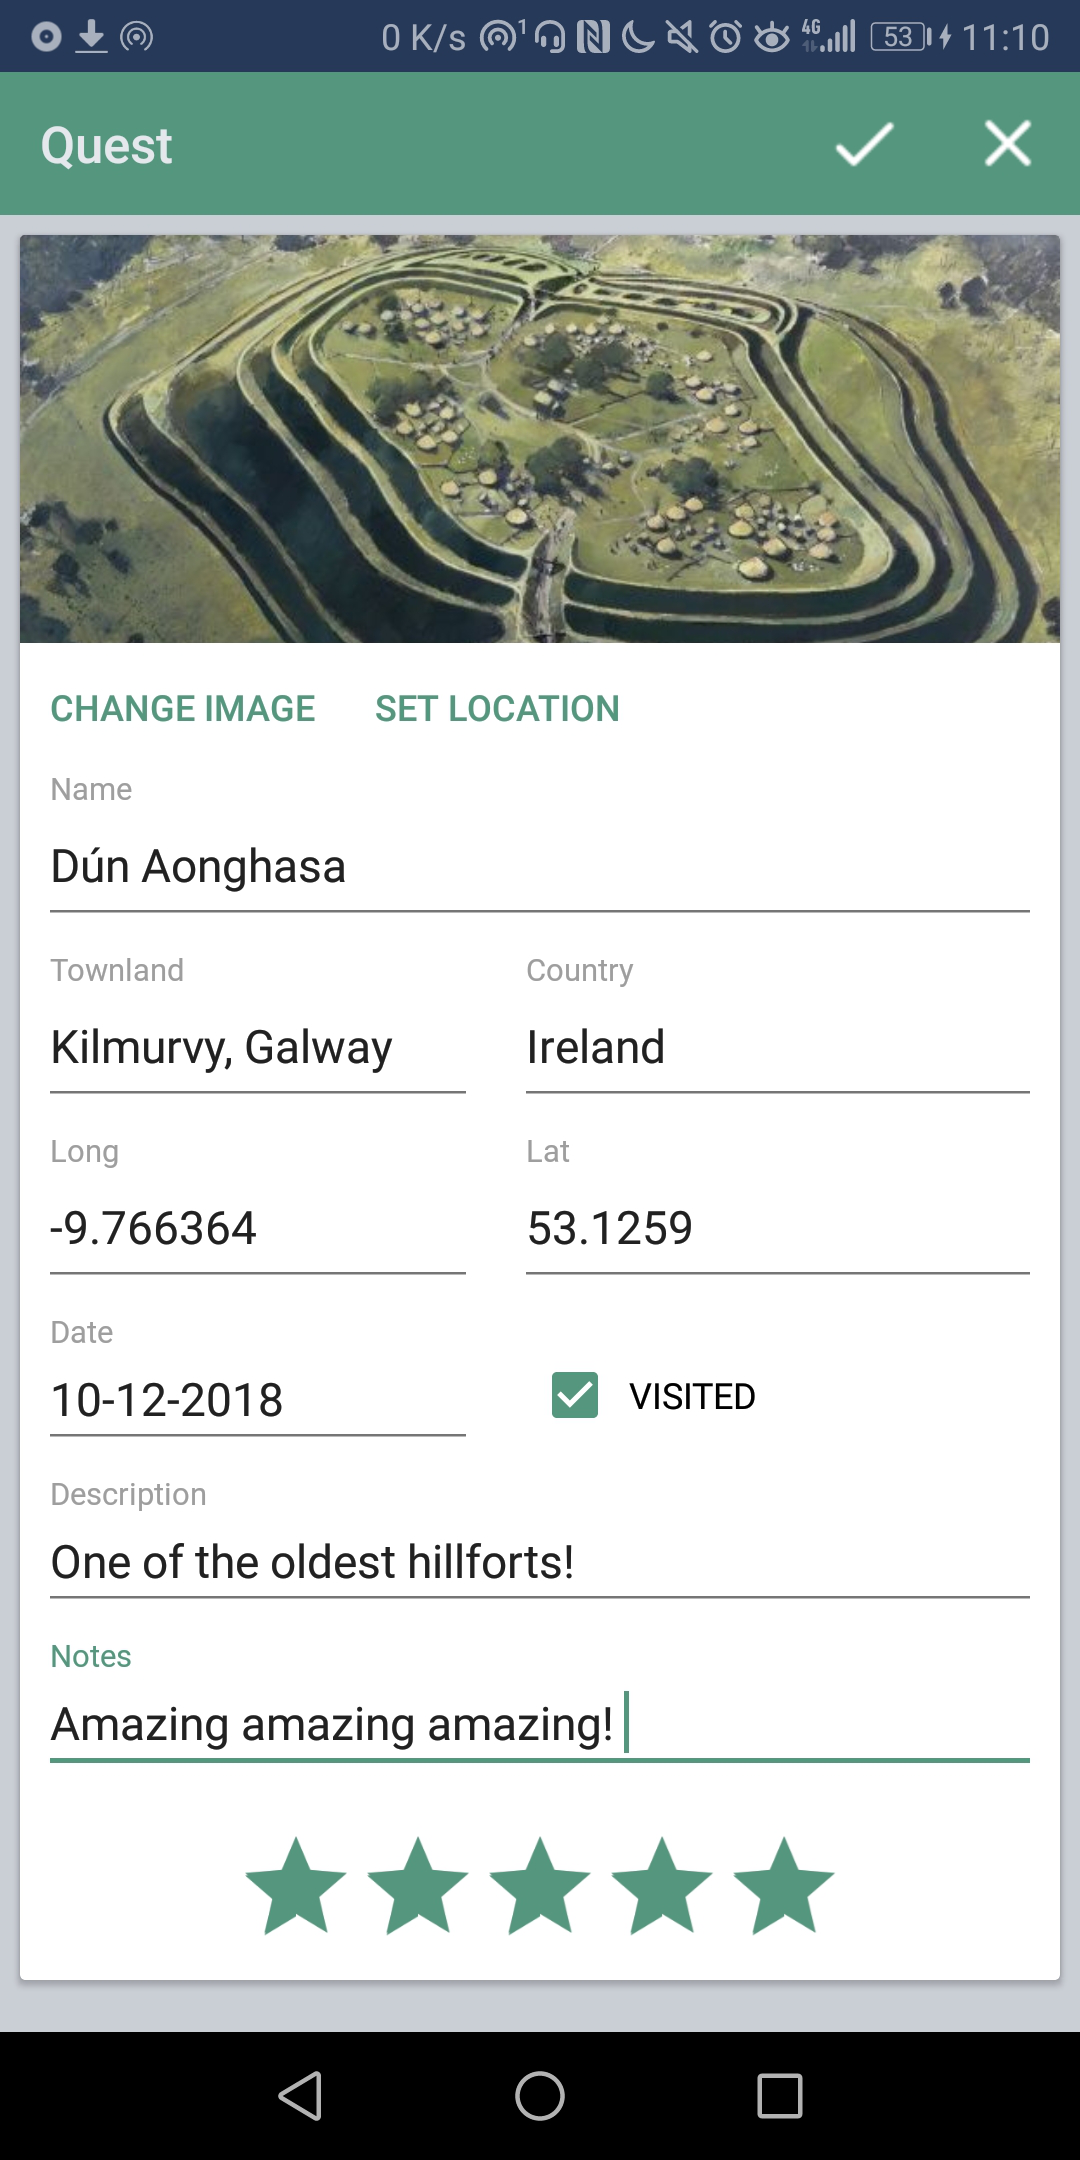 0 K/s 1 4G 53 11:10
Quest
CHANGE IMAGE SET LOCATION
Name
Dún Aonghasa
Townland Country
Kilmurvy, Galway Ireland
Long Lat
-9.766364 53.1259
Date
10-12-2018 VISITED
Description
One of the oldest hillforts!
Notes
Amazing amazing amazing!